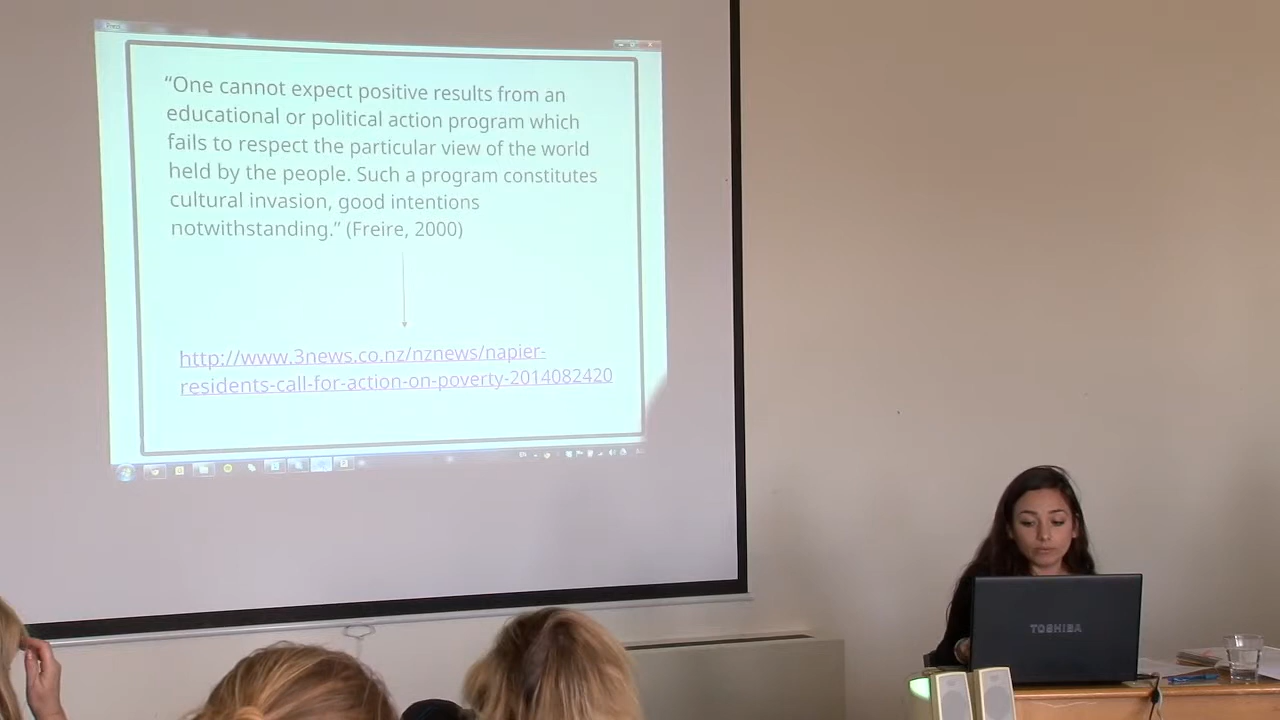 “One cannot expect positive results from an
educational or political action program which
fails to respect the particular view of the world
held by the people. Such a program constitutes
cultural invasion, good intentions
notwithstanding.” (Freire, 2000)
http://www.3news.co.nz/nznews/napier-
residents-call-for-action-on-poverty-2014082420
TOSHIBA